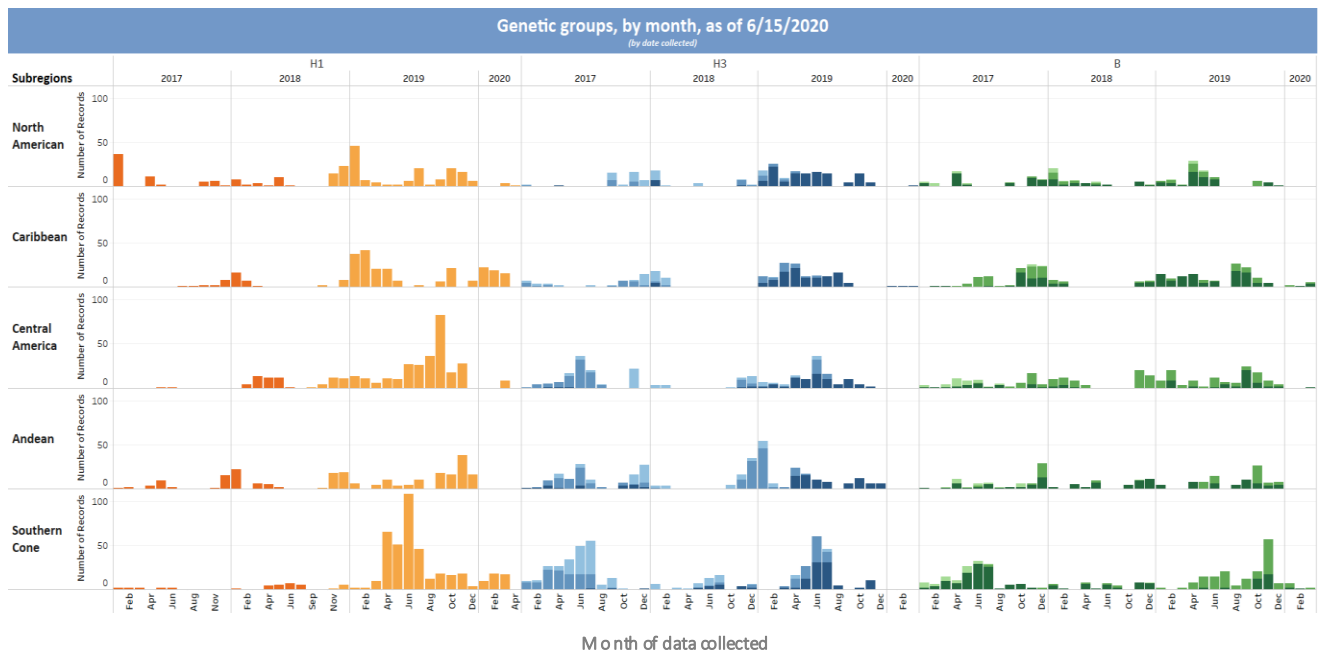 Genetic groups, by month, as of 6/15/2020
(by date collected)
H1 H3 B
Subregions 2017 2018 2019 2020 2017 2018 2019 2020 2017 2018 2019 2020
North
American
Number of Records
100
50
0
Caribbean
Number of Records
100
50
0
Central
America
Number of Records
100
50
0
Andean
Number of Records
100
50
0
Southern
Cone
Number of Records
100
50
0
Feb Apr Jun Aug Nov Feb Apr Jun Sep Nov Feb Apr Jun Aug Oct Dec Feb Apr Feb Apr Jun Aug Oct Dec Feb Apr Jun Aug Oct Dec Feb Apr Jun Aug Oct Dec Feb Feb Apr Jun Aug Oct Dec Feb Apr Jun Aug Oct Dec Feb Apr Jun Aug Oct Dec Feb
Month of data collected